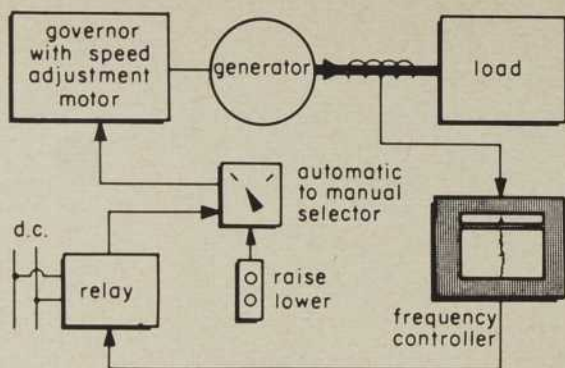 governor
with speed
adjustment
motor
generator
load
automatic
to manual
selector
d.c.
relay
raise
lower
frequency
controller